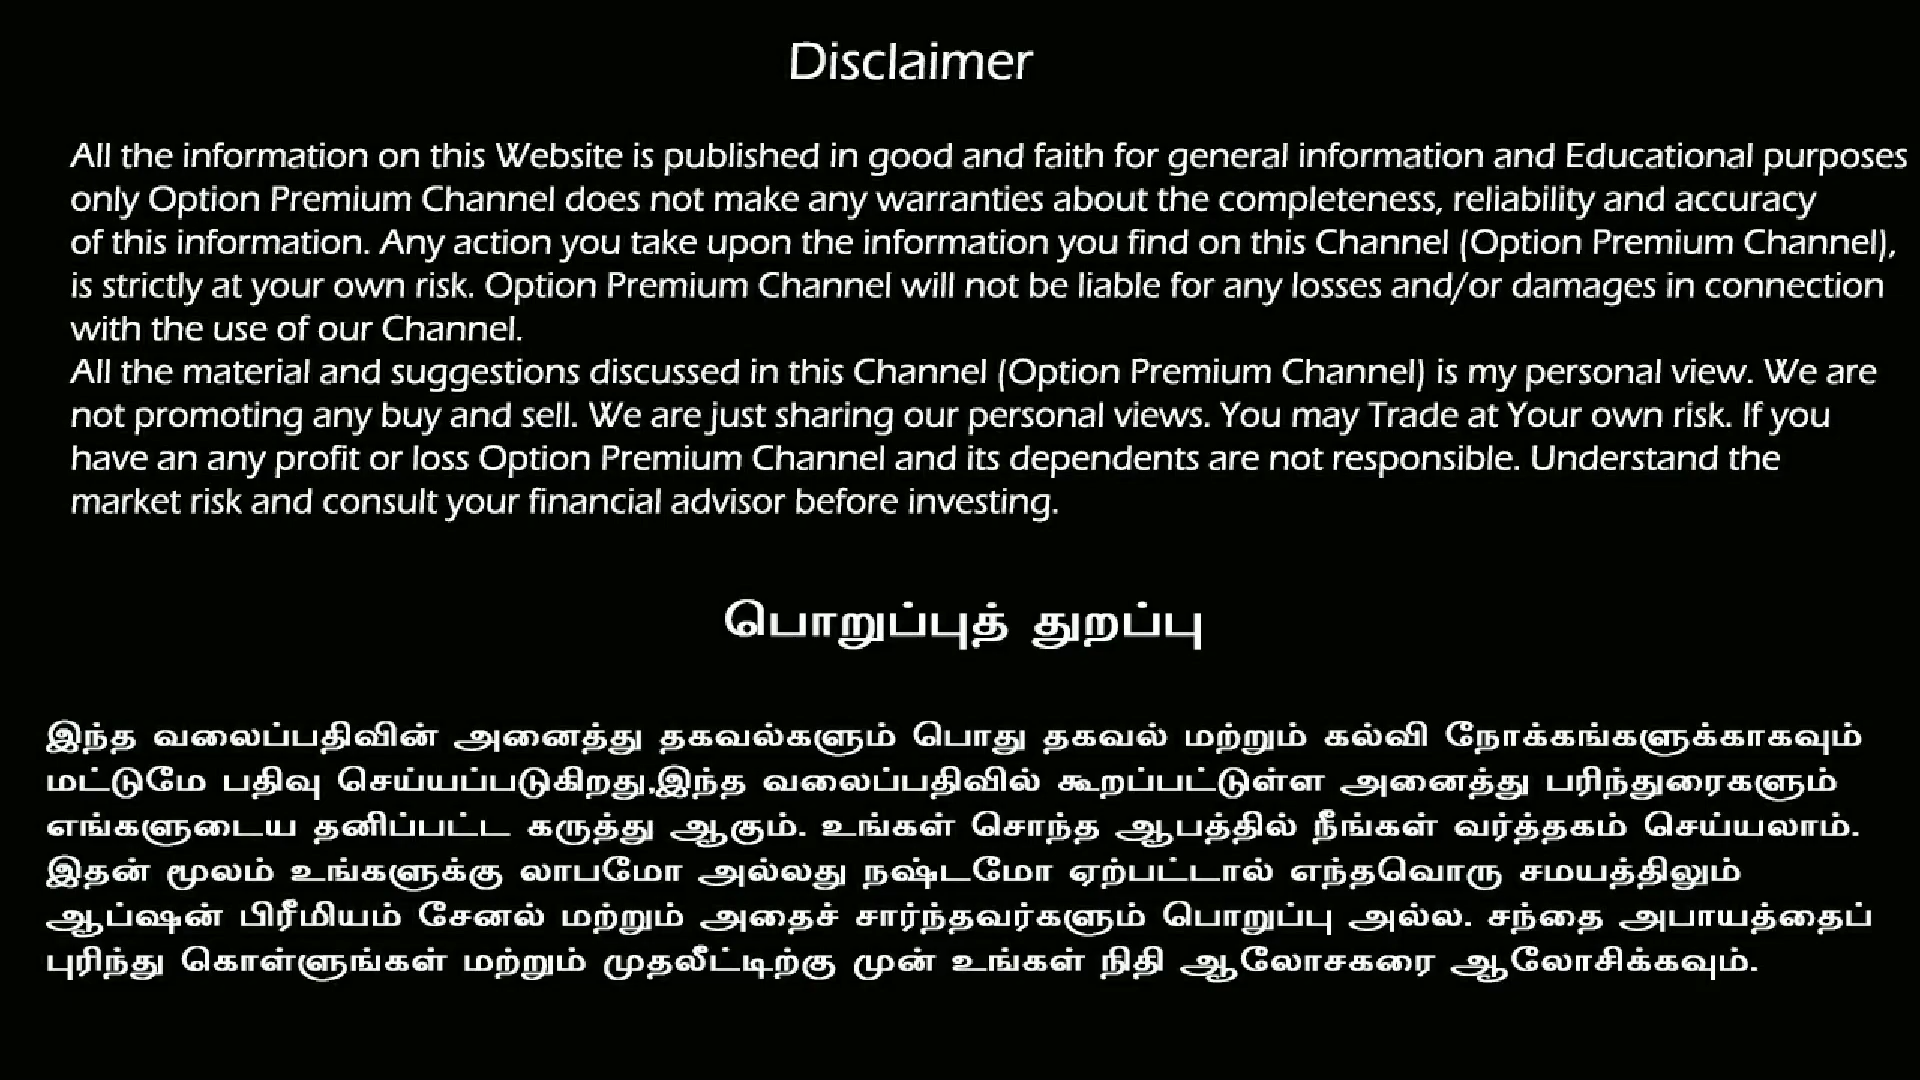 Disclaimer
All the information on this Website is published in good and faith for general information and Educational purposes
only Option Premium Channel does not make any warranties about the completeness, reliability and accuracy
of this information. Any action you take upon the information you find on this Channel (Option Premium Channel),
is strictly at your own risk. Option Premium Channel will not be liable for any losses and/or damages in connection
with the use of our Channel.
All the material and suggestions discussed in this Channel (Option Premium Channel) is my personal view. We are
not promoting any buy and sell. We are just sharing our personal views. You may Trade at Your own risk. If you
have an any profit or loss Option Premium Channel and its dependents are not responsible. Understand the
market risk and consult your financial advisor before investing.
பொறுப்புத் துறப்பு
இந்த வலைப்பதிவின் அனைத்து தகவல்களும் பொது தகவல் மற்றும் கல்வி நோக்கங்களுக்காகவும்
மட்டுமே பதிவு செய்யப்படுகிறது.இந்த வலைப்பதிவில் கூறப்பட்டுள்ள அனைத்து பரிந்துரைகளும்
எங்களுடைய தனிப்பட்ட கருத்து ஆகும். உங்கள் சொந்த ஆபத்தில் நீங்கள் வர்த்தகம் செய்யலாம்.
இதன் மூலம் உங்களுக்கு லாபமோ அல்லது நஷ்டமோ ஏற்பட்டால் எந்தவொரு சமயத்திலும்
ஆப்ஷன் பிரீமியம் சேனல் மற்றும் அதைச் சார்ந்தவர்களும் பொறுப்பு அல்ல. சந்தை அபாயத்தைப்
புரிந்து கொள்ளுங்கள் மற்றும் முதலீட்டிற்கு முன் உங்கள் நிதி ஆலோசகரை ஆலோசிக்கவும்.